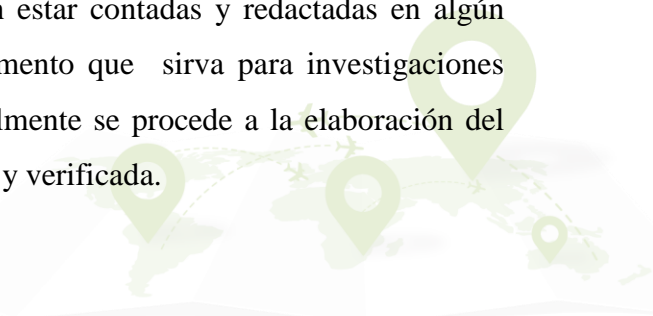 estar contadas y redactadas en algún
mento que sirva para investigaciones
lmente se procede a la elaboración del
y verificada.